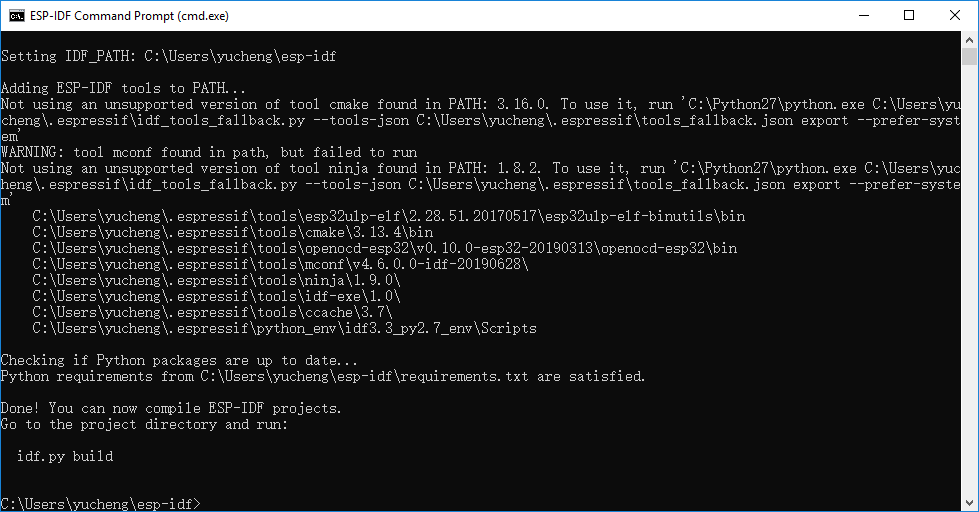 ESP-IDF Command Prompt (cmd.exe)
Setting IDF_PATH: C:\Users\yucheng\esp-idf
Adding ESP-IDF tools to PATH...
Not using an unsupported version of tool cmake found in PATH: 3.16.0. To use it, run 'C:\Python27\python.exe C:\Users\yu
cheng\.espressif\idf_tools_fallback.py --tools-json C:\Users\yucheng\.espressif\tools_fallback.json export --prefer-syst
em'
WARNING: tool mconf found in path, but failed to run
Not using an unsupported version of tool ninja found in PATH: 1.8.2. To use it, run 'C:\Python27\python.exe C:\Users\yuc
heng\.espressif\idf_tools_fallback.py --tools-json C:\Users\yucheng\.espressif\tools_fallback.json export --prefer-syste
m'
C:\Users\yucheng\.espressif\tools\esp32ulp-elf\2.28.51.20170517\esp32ulp-elf-binutils\bin
C:\Users\yucheng\.espressif\tools\cmake\3.13.4\bin
C:\Users\yucheng\.espressif\tools\openocd-esp32\v0.10.0-esp32-20190313\openocd-esp32\bin
C:\Users\yucheng\.espressif\tools\mconf\v4.6.0.0-idf-20190628\
C:\Users\yucheng\.espressif\tools\ninja\1.9.0\
C:\Users\yucheng\.espressif\tools\idf-exe\1.0\
C:\Users\yucheng\.espressif\tools\ccache\3.7\
C:\Users\yucheng\.espressif\python_env\idf3.3_py2.7_env\Scripts
Checking if Python packages are up to date...
Python requirements from C:\Users\yucheng\esp-idf\requirements.txt are satisfied.
Done! You can now compile ESP-IDF projects.
Go to the project directory and run:
idf.py build
C:\Users\yucheng\esp-idf>